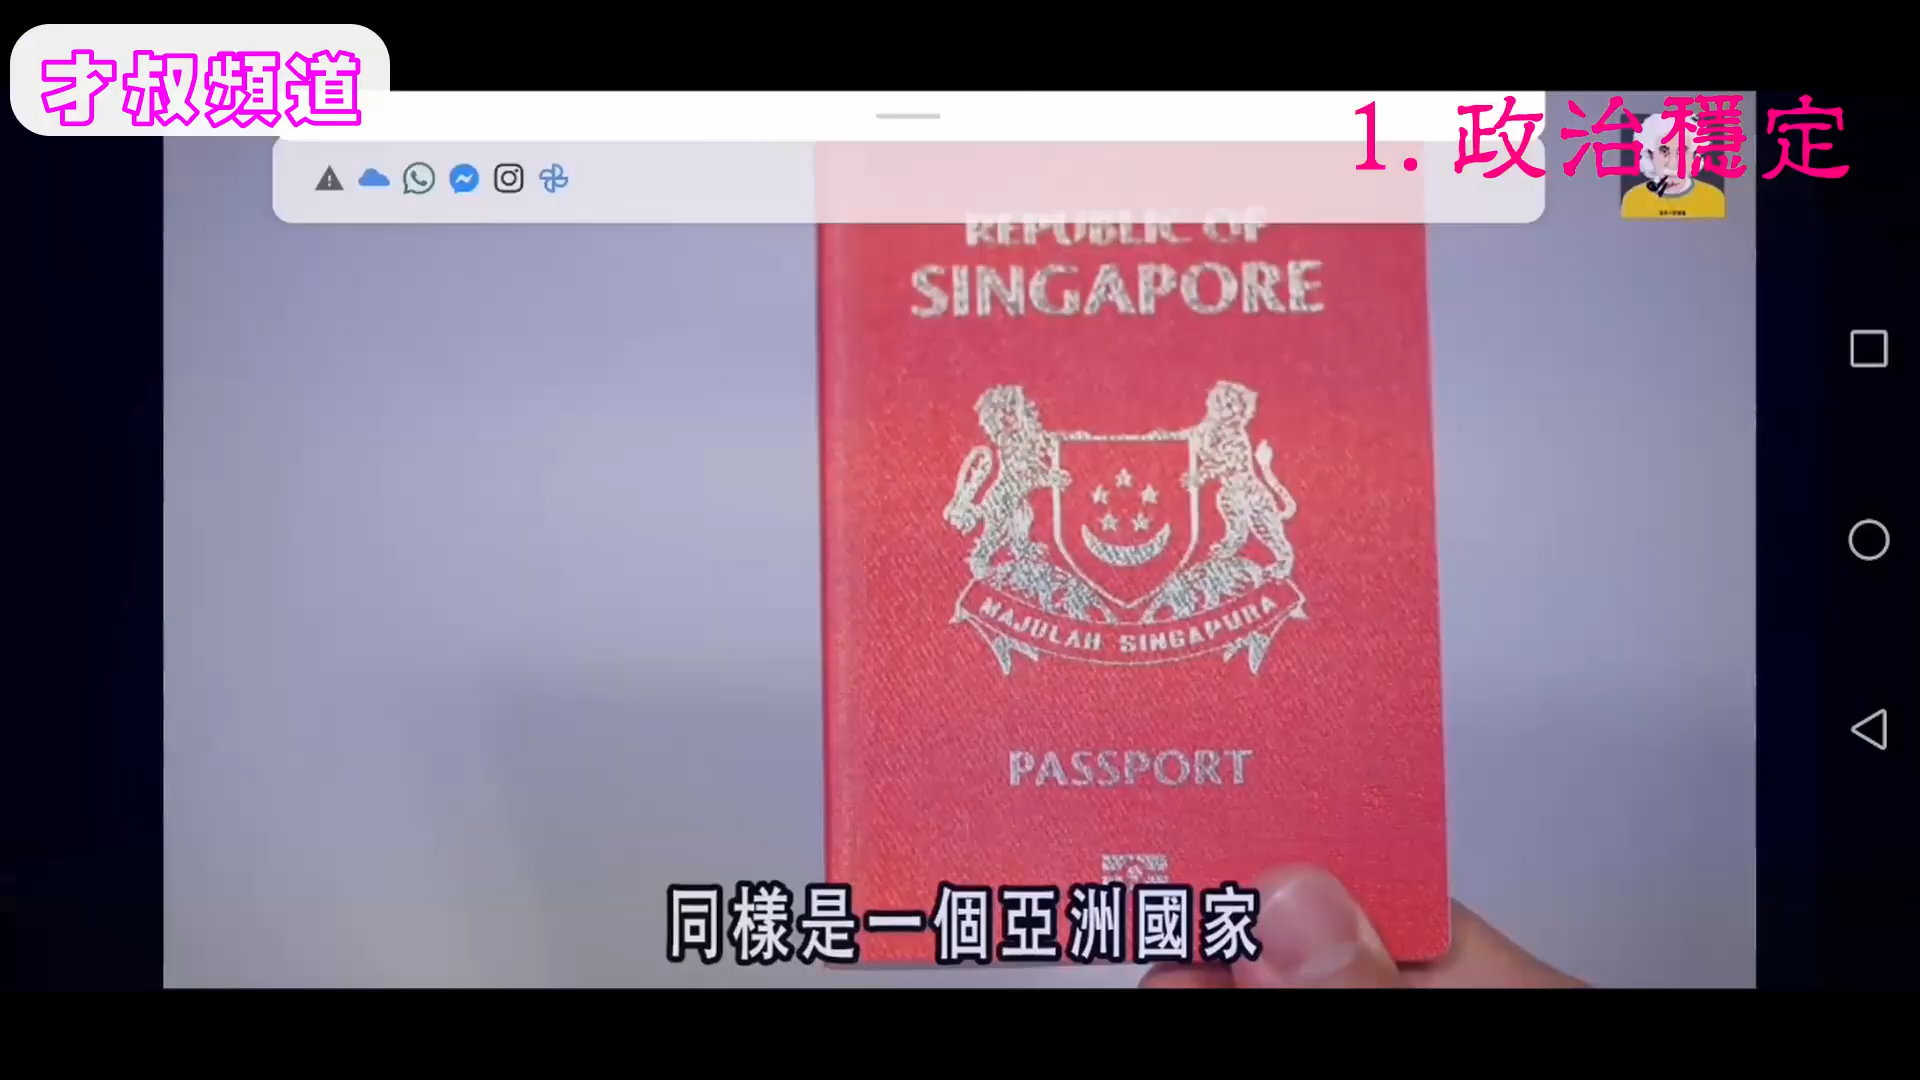 才叔頻道
1.政治穩定
REPUBLIC OF
SINGAPORE
MAJULAH SINGAPURA
PASSPORT
同樣是一個亞洲國家